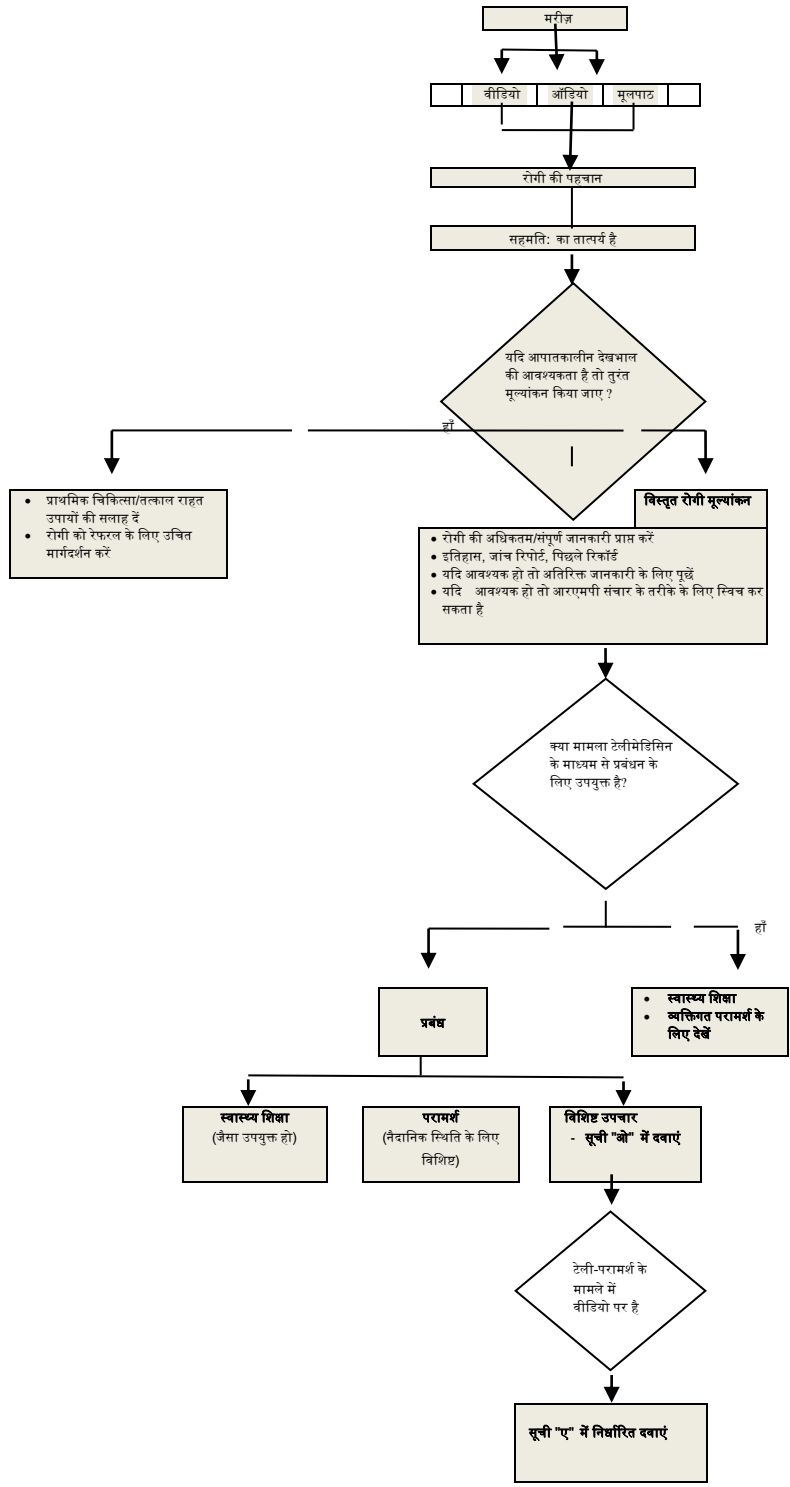 मरीज़
वीडियो ऑडियो मूलपाठ
रोगी की पहचान
सहमति: का तात्पर्य है
यदि आपातकालीन देखभाल
की आवश्यकता है तो तुरंत
मूल्यांकन किया जाए ?
हाँ
• प्राथमिक चिकित्सा/तत्काल राहत
उपायों की सलाह दें
• रोगी को रेफरल के लिए उचित
मार्गदर्शन करें
विस्तृत रोगी मूल्यांकन
• रोगी की अधिकतम/संपूर्ण जानकारी प्राप्त करें
• इतिहास, जांच रिपोर्ट, पिछले रिकॉर्ड
• यदि आवश्यक हो तो अतिरिक्त जानकारी के लिए पूछें
• यदि आवश्यक हो तो आरएमपी संचार के तरीके के लिए स्विच कर
सकता है
क्या मामला टेलीमेडिसिन
के माध्यम से प्रबंधन के
लिए उपयुक्त है?
हाँ
प्रबंध
• स्वास्थ्य शिक्षा
• व्यक्तिगत परामर्श के
लिए देखें
स्वास्थ्य शिक्षा
(जैसा उपयुक्त हो)
परामर्श
(नैदानिक स्थिति के लिए
विशिष्ट)
विशिष्ट उपचार
- सूची "ओ" में दवाएं
टेली-परामर्श के
मामले में
वीडियो पर है
सूची "ए" में निर्धारित दवाएं